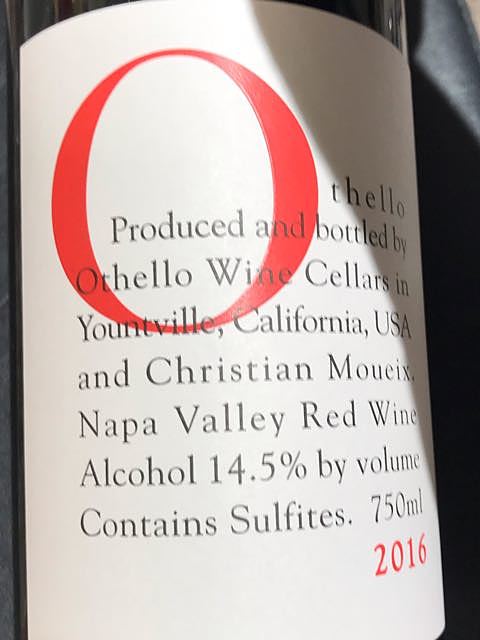 Othello
Produced and bottled by
Othello Wine Cellars in
Yountville, California, USA
and Christian Moueix.
Napa Valley Red Wine
Alcohol 14.5% by volume
Contains Sulfites. 750ml
2016